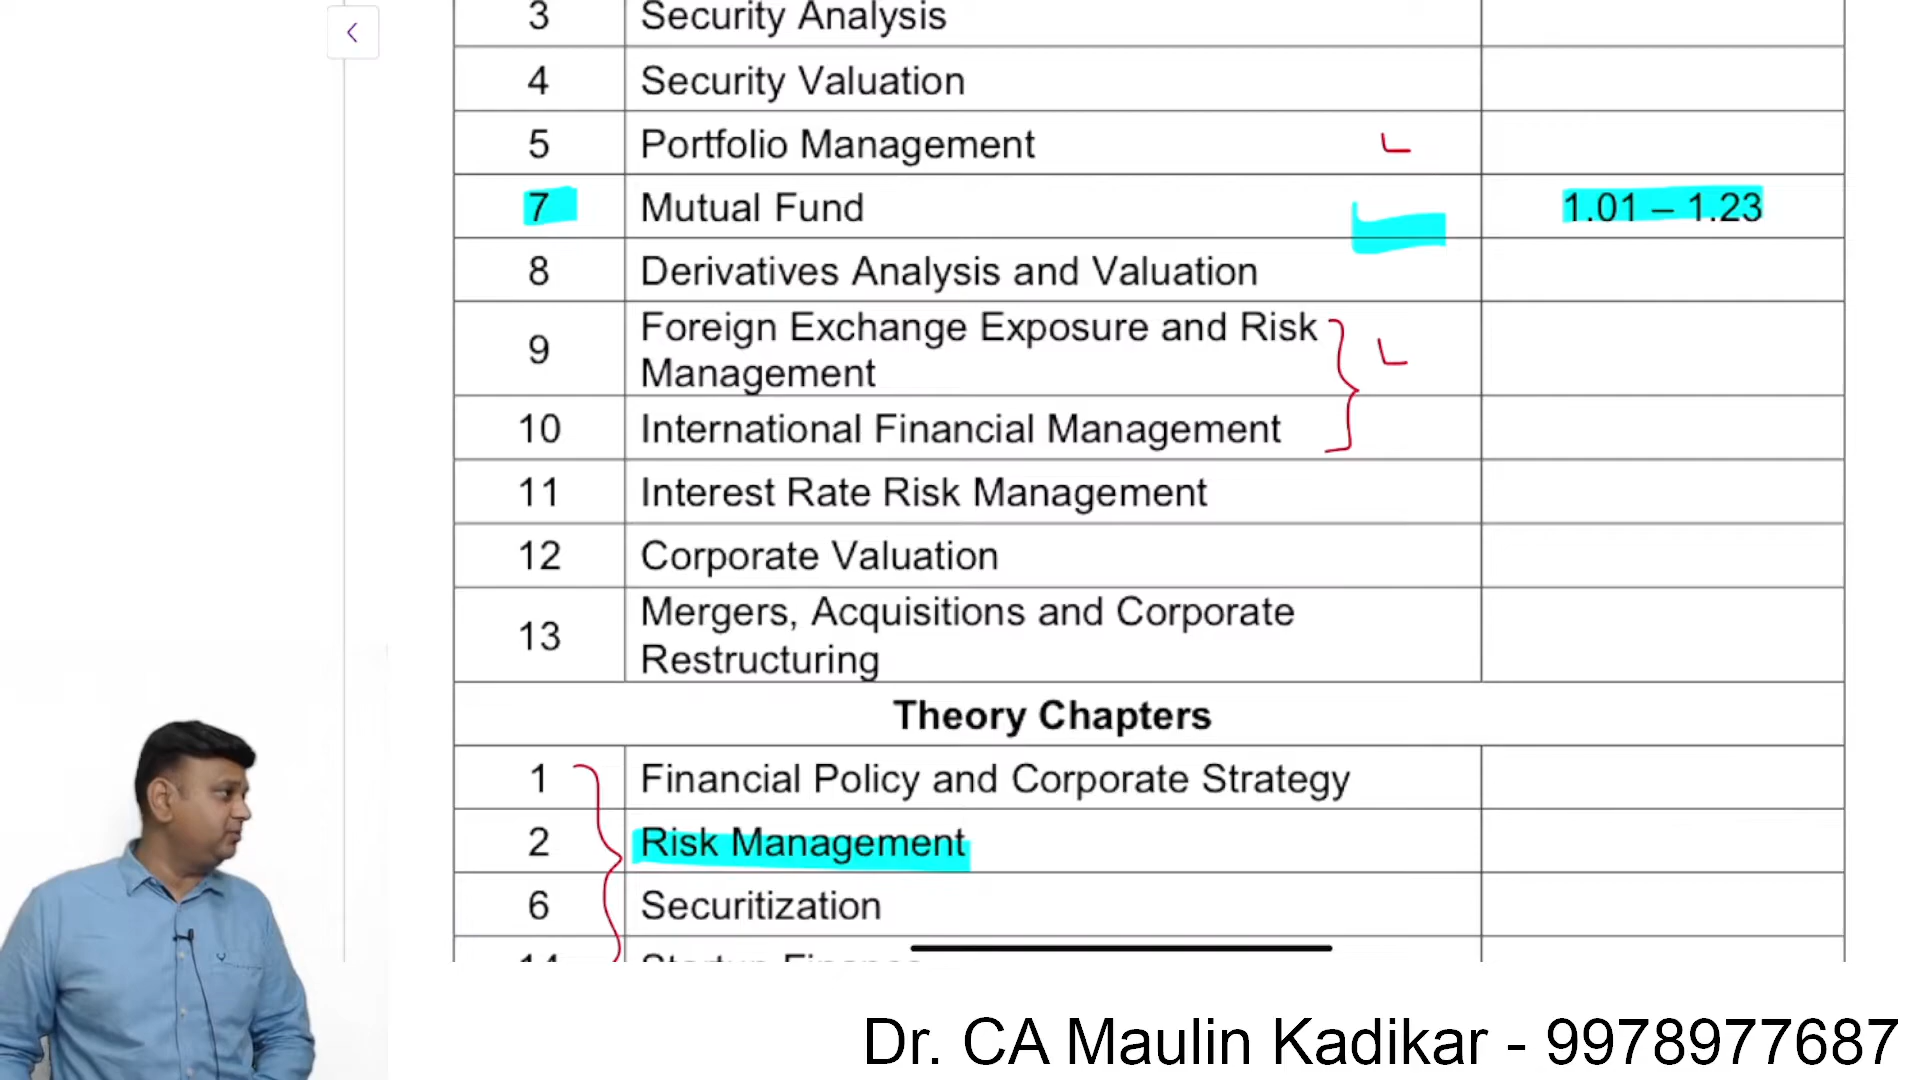 3 Security Analysis
4 Security Valuation
5 Portfolio Management
7 Mutual Fund 1.01 – 1.23
8 Derivatives Analysis and Valuation
9 Foreign Exchange Exposure and Risk
Management
10 International Financial Management
11 Interest Rate Risk Management
12 Corporate Valuation
13 Mergers, Acquisitions and Corporate
Restructuring
Theory Chapters
1 Financial Policy and Corporate Strategy
2 Risk Management
6 Securitization
14 Startup Finance
Dr. CA Maulin Kadikar - 9978977687